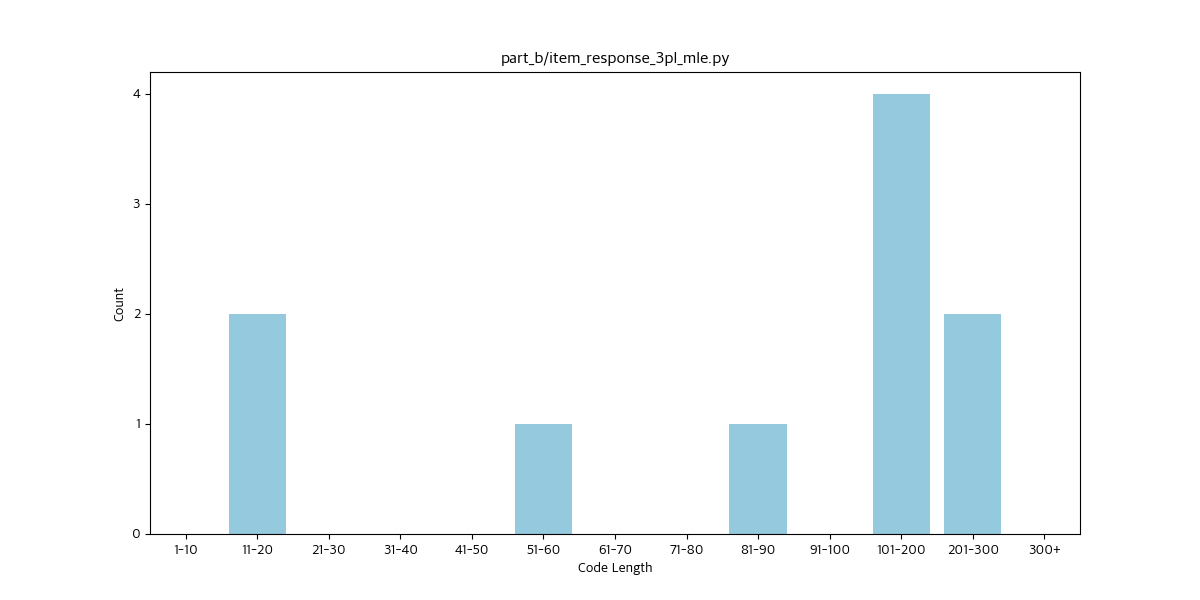 part_b/item_response_3pl_mle.py
Count
4
3
2
1
0
1-10 11-20 21-30 31-40 41-50 51-60 61-70 71-80 81-90 91-100 101-200 201-300 300+
Code Length